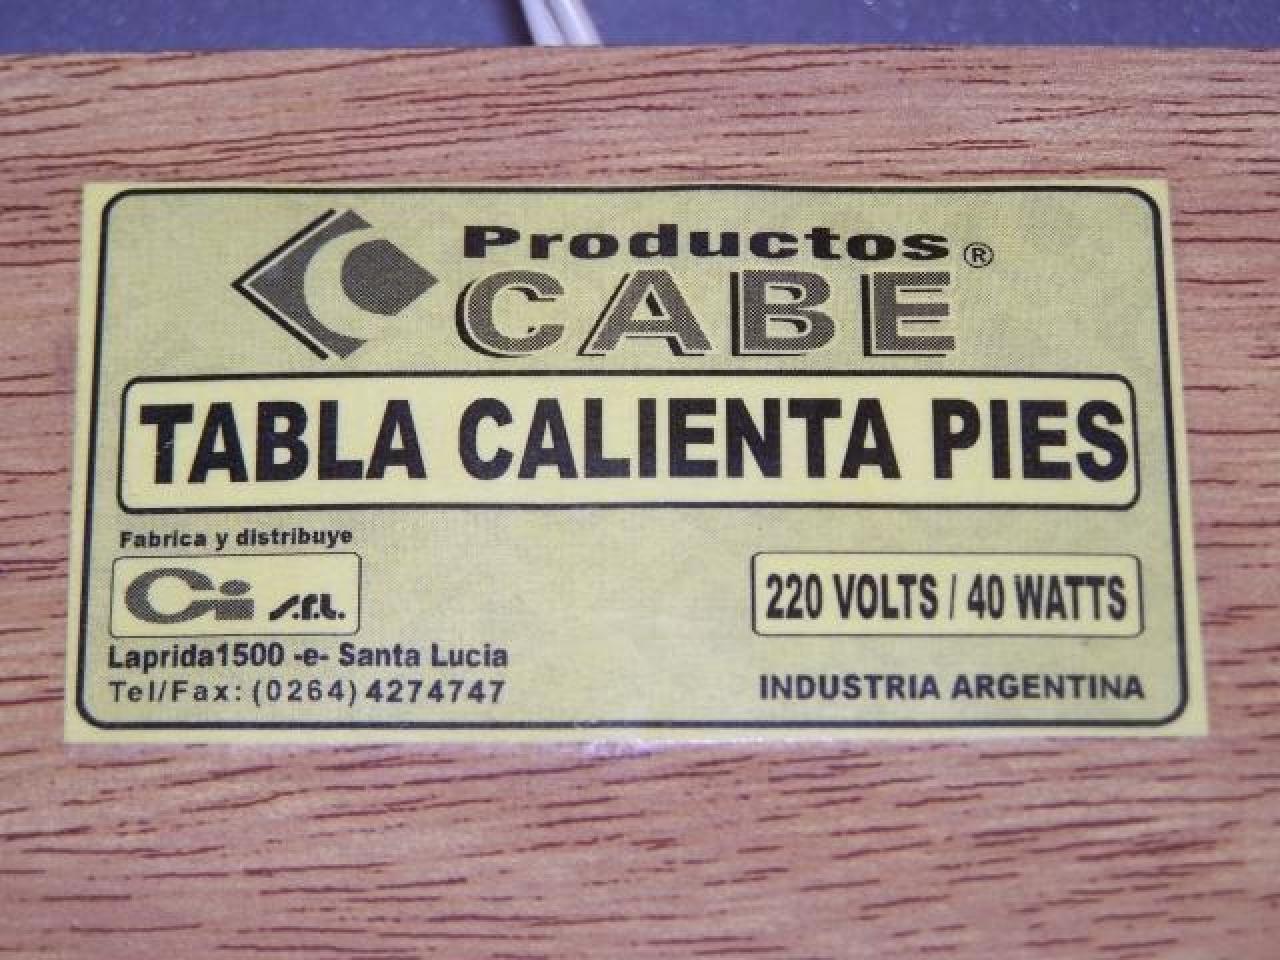 Productos®
CABE
TABLA CALIENTA PIES
Fabrica y distribuye
Ci s.r.l.
220 VOLTS / 40 WATTS
Laprida1500 -e- Santa Lucia
Tel/Fax: (0264) 4274747
INDUSTRIA ARGENTINA